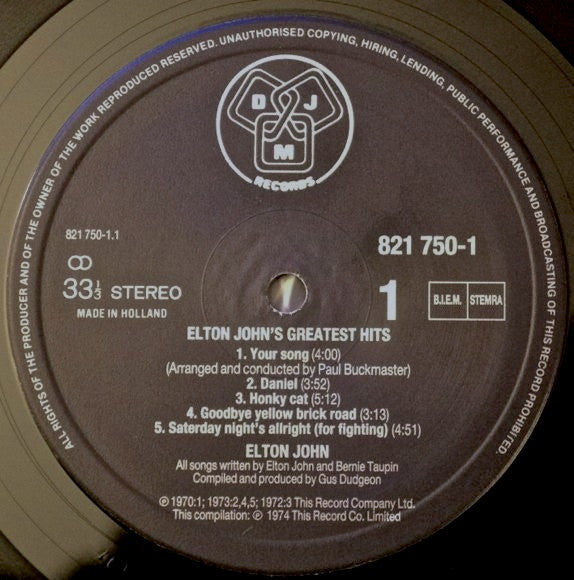 ALL RIGHTS OF THE PRODUCER AND OF THE OWNER OF THE WORK REPRODUCED RESERVED. UNAUTHORISED COPYING, HIRING, LENDING, PUBLIC PERFORMANCE AND BROADCASTING OF THIS RECORD PROHIBITED
D J
M
RECORDS
821 750-1.1
821 750-1
33⅓ STEREO
1
B.I.E.M. STEMRA
MADE IN HOLLAND
ELTON JOHN'S GREATEST HITS
1. Your song (4:00)
(Arranged and conducted by Paul Buckmaster)
2. Daniel (3:52)
3. Honky cat (5:12)
4. Goodbye yellow brick road (3:13)
5. Saterday night's allright (for fighting) (4:51)
ELTON JOHN
All songs written by Elton John and Bernie Taupin
Compiled and produced by Gus Dudgeon
℗ 1970:1; 1973:2,4,5; 1972:3 This Record Company Ltd.
This compilation: ℗ 1974 This Record Co. Limited